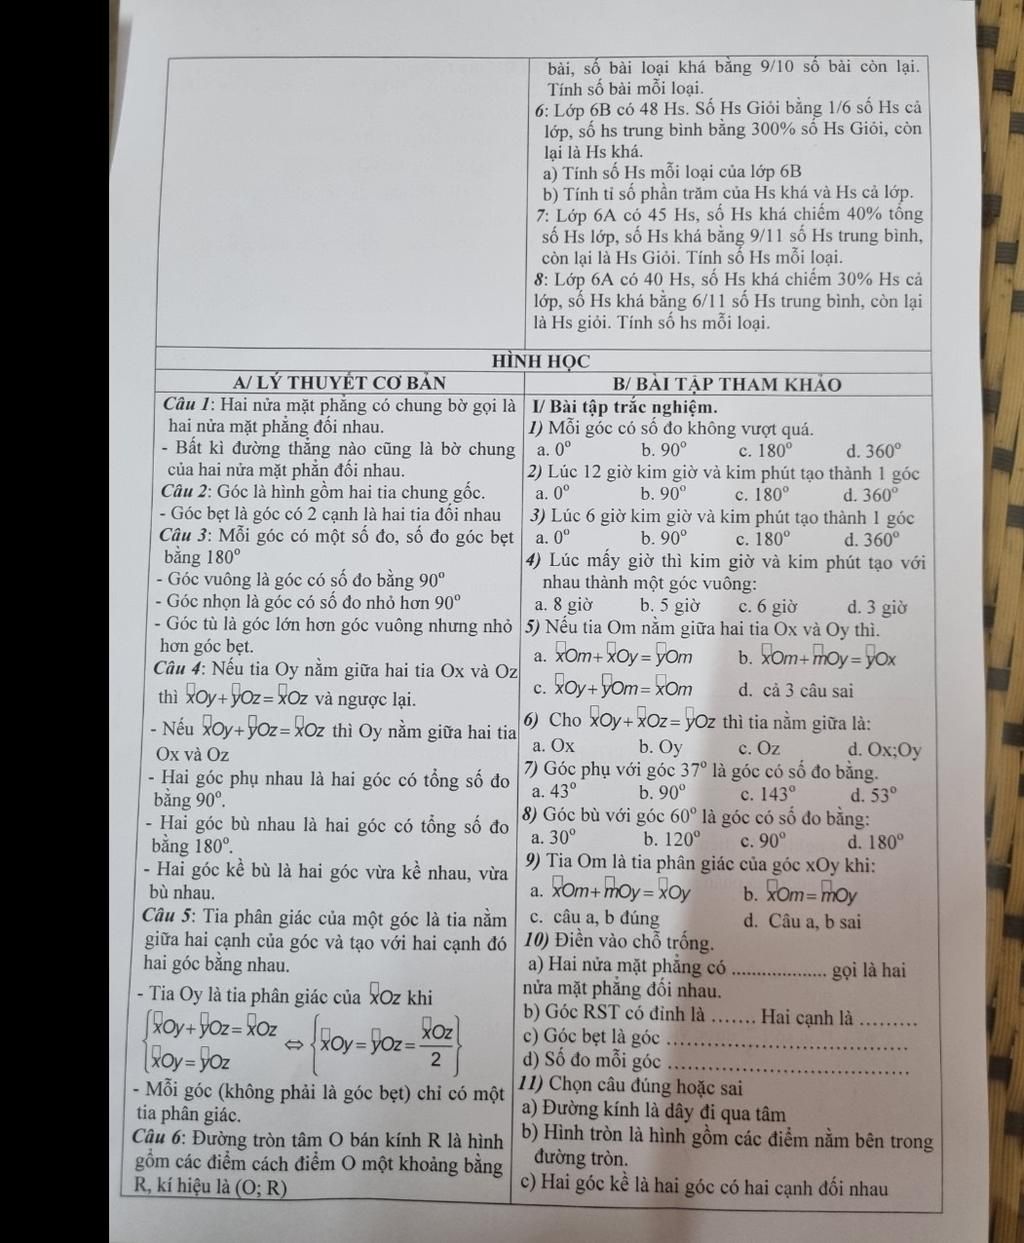 bài, số bài loại khá bằng 9/10 số bài còn lại.
Tính số bài mỗi loại.
6: Lớp 6B có 48 Hs. Số Hs Giỏi bằng 1/6 số Hs cả
lớp, số hs trung bình bằng 300% số Hs Giỏi, còn
lại là Hs khá.
a) Tính số Hs mỗi loại của lớp 6B
b) Tính tỉ số phần trăm của Hs khá và Hs cả lớp.
7: Lớp 6A có 45 Hs, số Hs khá chiếm 40% tổng
số Hs lớp, số Hs khá bằng 9/11 số Hs trung bình,
còn lại là Hs Giỏi. Tính số Hs mỗi loại.
8: Lớp 6A có 40 Hs, số Hs khá chiếm 30% Hs cả
lớp, số Hs khá bằng 6/11 số Hs trung bình, còn lại
là Hs giỏi. Tính số hs mỗi loại.
HÌNH HỌC
A/ LÝ THUYẾT CƠ BẢN
Câu 1: Hai nửa mặt phẳng có chung bờ gọi là
hai nửa mặt phẳng đối nhau.
- Bất kì đường thẳng nào cũng là bờ chung
của hai nửa mặt phẳn đối nhau.
Câu 2: Góc là hình gồm hai tia chung gốc.
- Góc bẹt là góc có 2 cạnh là hai tia đối nhau
Câu 3: Mỗi góc có một số đo, số đo góc bẹt
bằng 180⁰
- Góc vuông là góc có số đo bằng 90⁰
- Góc nhọn là góc có số đo nhỏ hơn 90⁰
- Góc tù là góc lớn hơn góc vuông nhưng nhỏ
hơn góc bẹt.
Câu 4: Nếu tia Oy nằm giữa hai tia Ox và Oz
thì xOy+yOz=xOz và ngược lại.
- Nếu xOy+yOz=xOz thì Oy nằm giữa hai tia
Ox và Oz
- Hai góc phụ nhau là hai góc có tổng số đo
bằng 90⁰.
- Hai góc bù nhau là hai góc có tổng số đo
bằng 180⁰.
- Hai góc kề bù là hai góc vừa kề nhau, vừa
bù nhau.
Câu 5: Tia phân giác của một góc là tia nằm
giữa hai cạnh của góc và tạo với hai cạnh đó
hai góc bằng nhau.
- Tia Oy là tia phân giác của xOz khi
{xOy+yOz=xOz
{xOy=yOz ⇔ {xOy=yOz=xOz/2}
- Mỗi góc (không phải là góc bẹt) chỉ có một
tia phân giác.
Câu 6: Đường tròn tâm O bán kính R là hình
gồm các điểm cách điểm O một khoảng bằng
R, kí hiệu là (O; R)
B/ BÀI TẬP THAM KHẢO
I/ Bài tập trắc nghiệm.
1) Mỗi góc có số đo không vượt quá.
a. 0⁰ b. 90⁰ c. 180⁰ d. 360⁰
2) Lúc 12 giờ kim giờ và kim phút tạo thành 1 góc
a. 0⁰ b. 90⁰ c. 180⁰ d. 360⁰
3) Lúc 6 giờ kim giờ và kim phút tạo thành 1 góc
a. 0⁰ b. 90⁰ c. 180⁰ d. 360⁰
4) Lúc mấy giờ thì kim giờ và kim phút tạo với
nhau thành một góc vuông:
a. 8 giờ b. 5 giờ c. 6 giờ d. 3 giờ
5) Nếu tia Om nằm giữa hai tia Ox và Oy thì.
a. xOm+xOy=yOm b. xOm+mOy=yOx
c. xOy+yOm=xOm d. cả 3 câu sai
6) Cho xOy+xOz=yOz thì tia nằm giữa là:
a. Ox b. Oy c. Oz d. Ox;Oy
7) Góc phụ với góc 37⁰ là góc có số đo bằng.
a. 43⁰ b. 90⁰ c. 143⁰ d. 53⁰
8) Góc bù với góc 60⁰ là góc có số đo bằng:
a. 30⁰ b. 120⁰ c. 90⁰ d. 180⁰
9) Tia Om là tia phân giác của góc xOy khi:
a. xOm+mOy=xOy b. xOm=mOy
c. câu a, b đúng d. Câu a, b sai
10) Điền vào chỗ trống.
a) Hai nửa mặt phẳng có ................... gọi là hai
nửa mặt phẳng đối nhau.
b) Góc RST có đỉnh là ....... Hai cạnh là .........
c) Góc bẹt là góc ................................................
d) Số đo mỗi góc ................................................
11) Chọn câu đúng hoặc sai
a) Đường kính là dây đi qua tâm
b) Hình tròn là hình gồm các điểm nằm bên trong
đường tròn.
c) Hai góc kề là hai góc có hai cạnh đối nhau